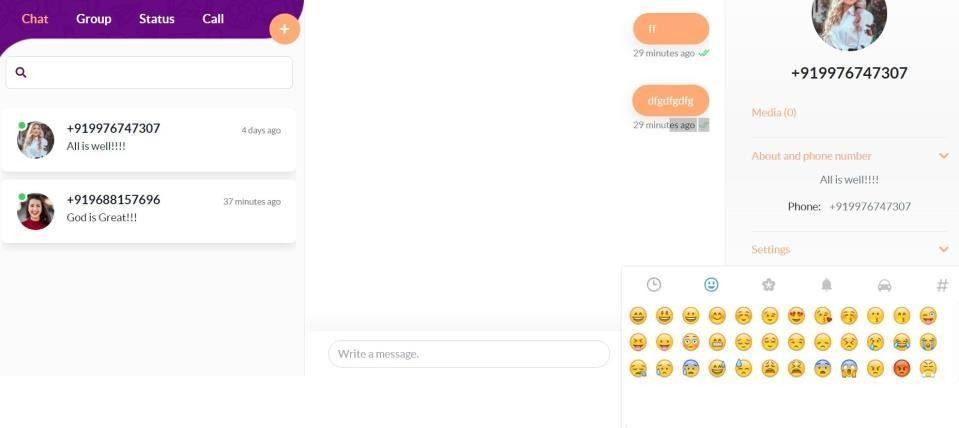 Chat Group Status Call
+
+919976747307
4 days ago
All is well!!!!
+919688157696
37 minutes ago
God is Great!!!
ff
29 minutes ago
dfgdfgdfg
29 minutes ago
Write a message.
+919976747307
Media (0)
About and phone number
All is well!!!!
Phone: +919976747307
Settings
#